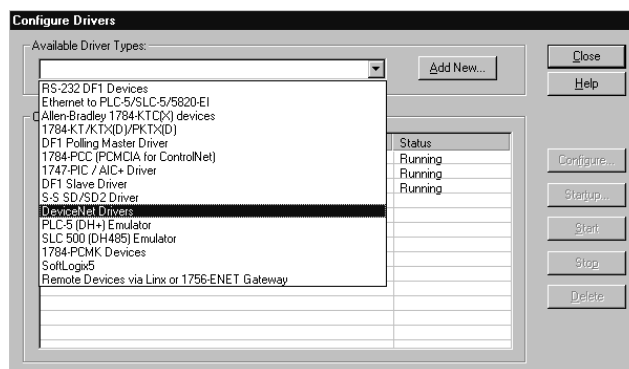 Configure Drivers
Available Driver Types:
Add New...
Close
Help
RS-232 DF1 Devices
Ethernet to PLC-5/SLC-5/5820-EI
Allen-Bradley 1784-KTC(X) devices
1784-KT/KTX(D)/PKTX(D)
DF1 Polling Master Driver
1784-PCC (PCMCIA for ControlNet)
1747-PIC / AIC+ Driver
DF1 Slave Driver
S-S SD/SD2 Driver
DeviceNet Drivers
PLC-5 (DH+) Emulator
SLC 500 (DH485) Emulator
1784-PCMK Devices
SoftLogix5
Remote Devices via Linx or 1756-ENET Gateway
Status
Running
Running
Running
Configure...
Startup...
Start
Stop
Delete